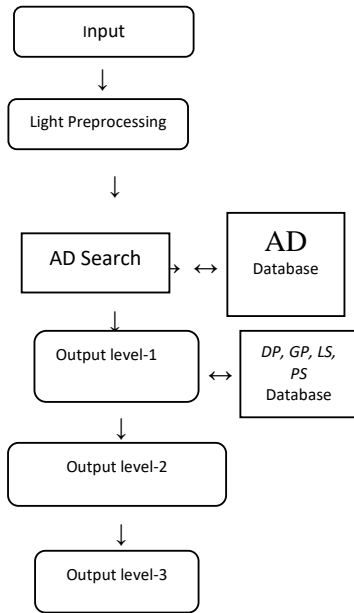 Input
Light Preprocessing
AD Search
AD
Database
Output level-1
DP, GP, LS,
PS
Database
Output level-2
Output level-3